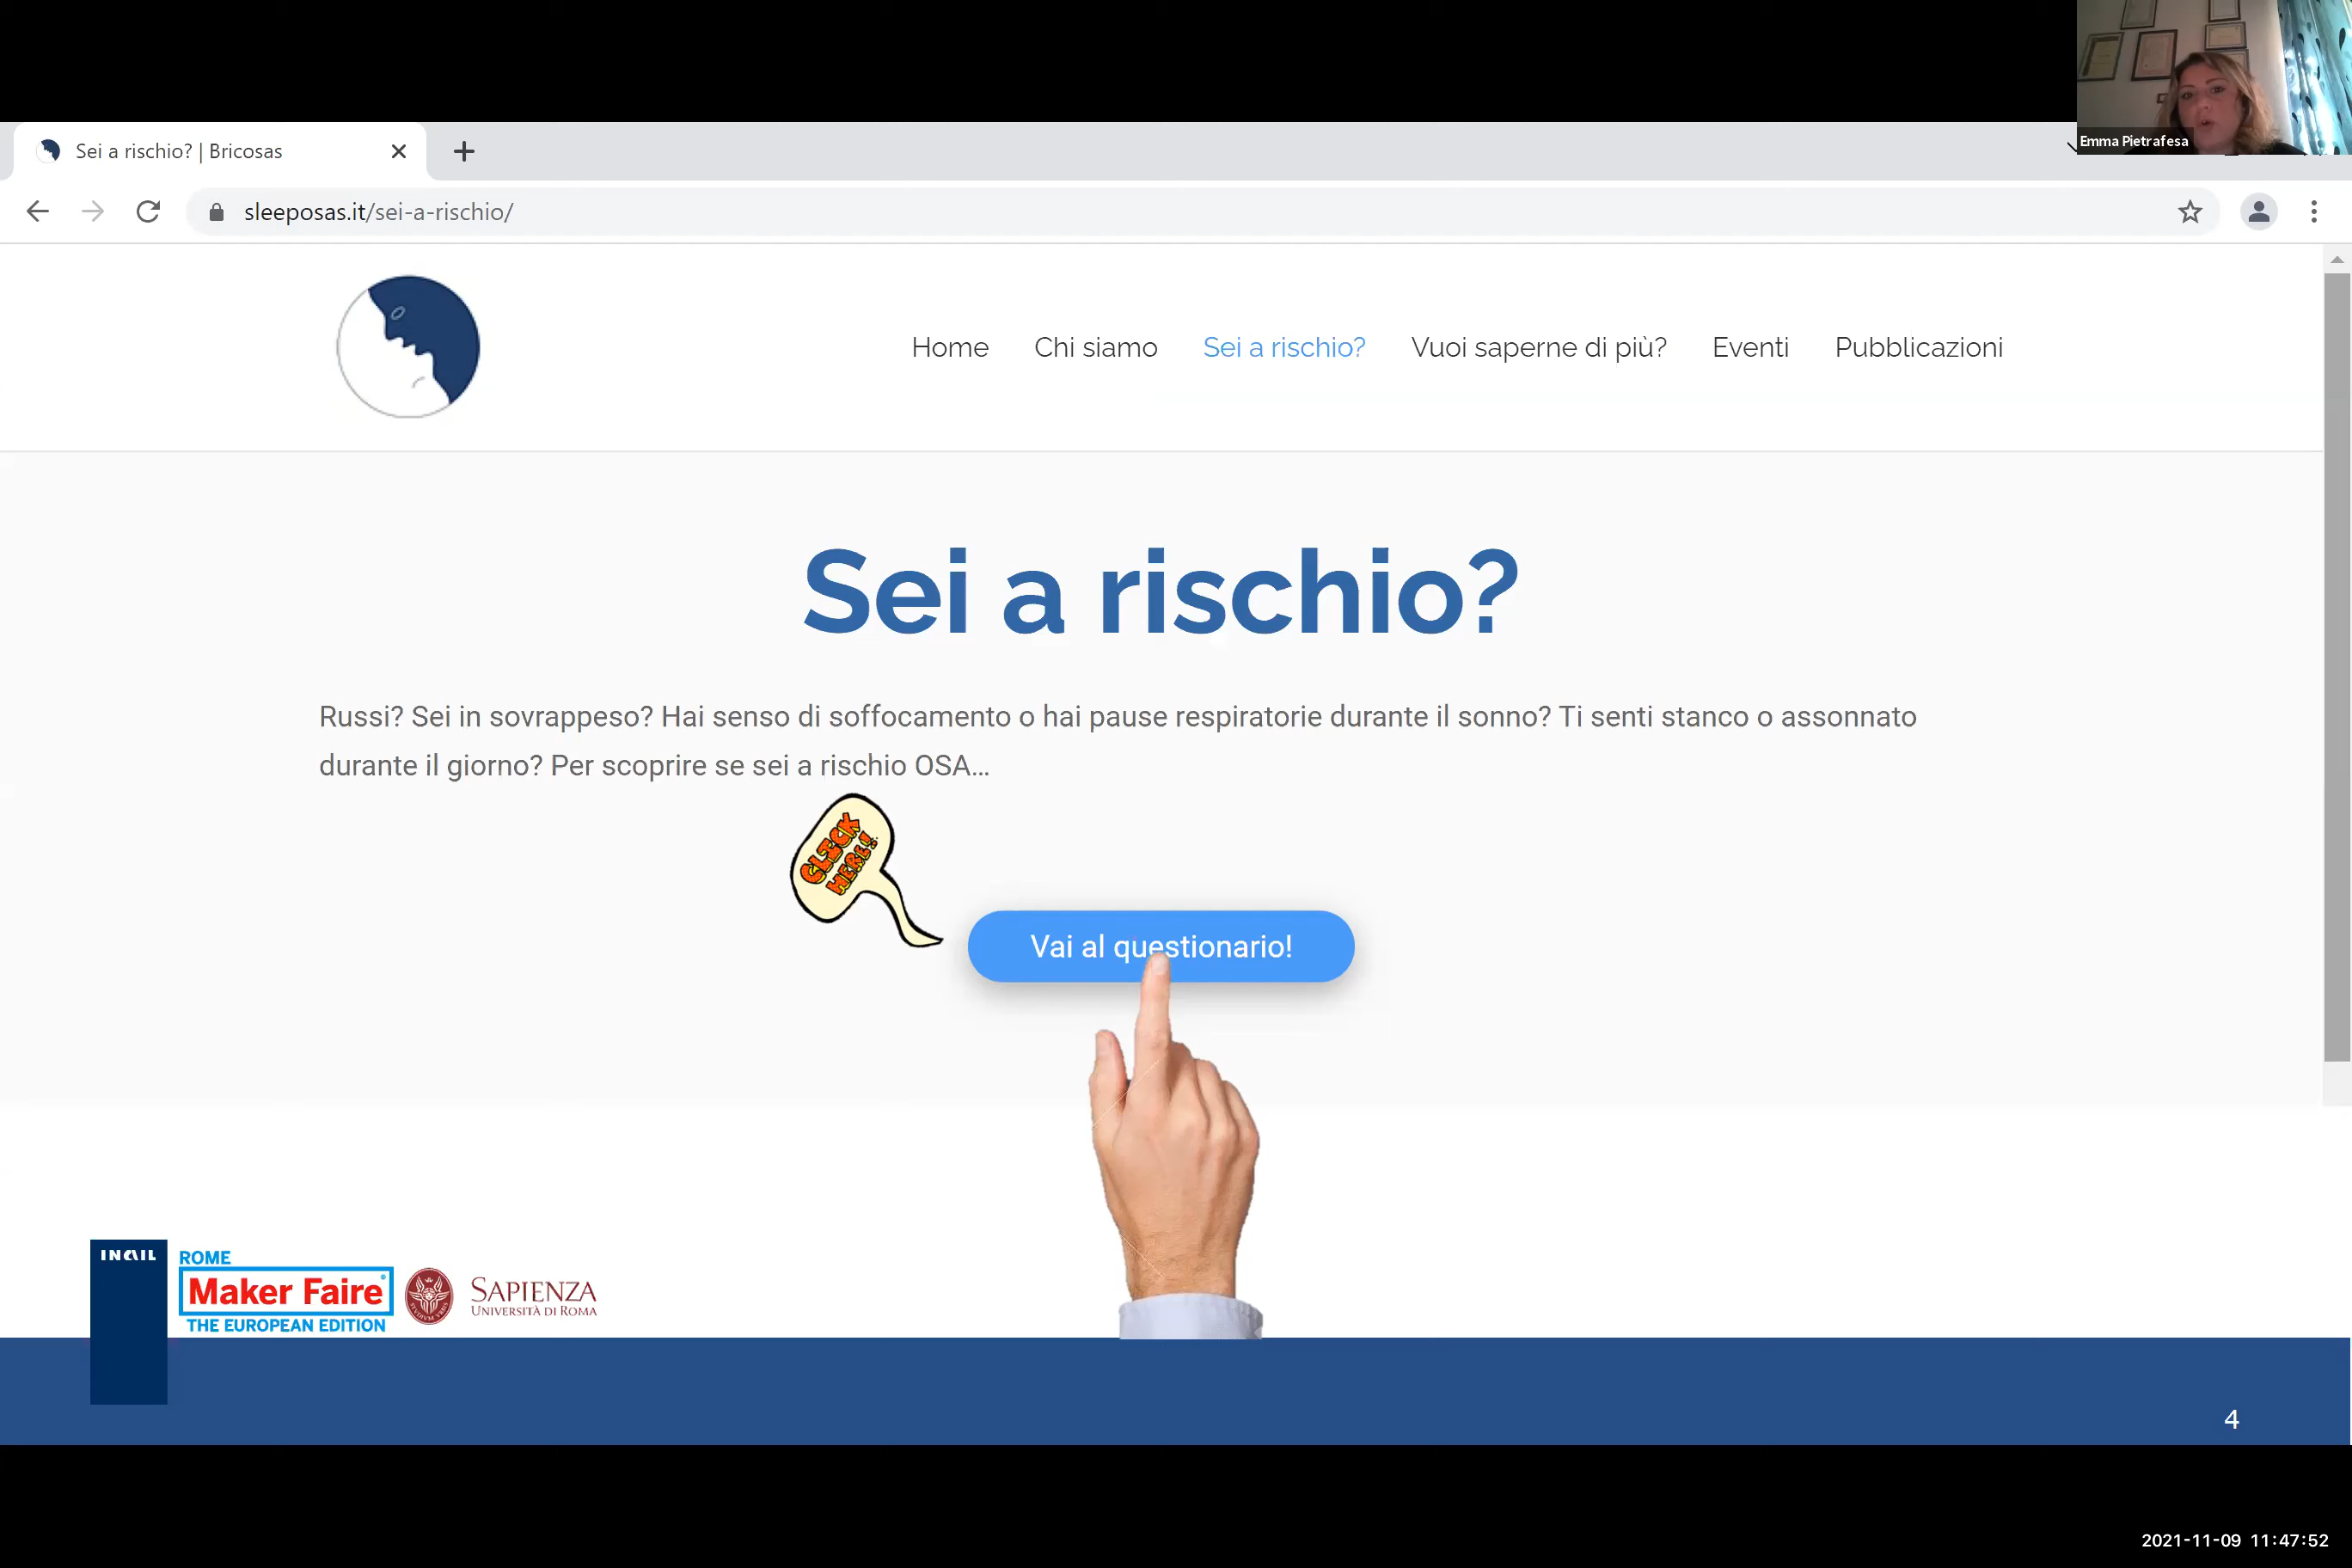 Emma Pietrafesa
Sei a rischio? | Bricosas
sleeposas.it/sei-a-rischio/
Home Chi siamo Sei a rischio? Vuoi saperne di più? Eventi Pubblicazioni
Sei a rischio?
Russi? Sei in sovrappeso? Hai senso di soffocamento o hai pause respiratorie durante il sonno? Ti senti stanco o assonnato
durante il giorno? Per scoprire se sei a rischio OSA...
CLICK
HERE!
Vai al questionario!
INAIL
ROME
Maker Faire
THE EUROPEAN EDITION
SAPIENZA
UNIVERSITÀ DI ROMA
4
2021-11-09 11:47:52